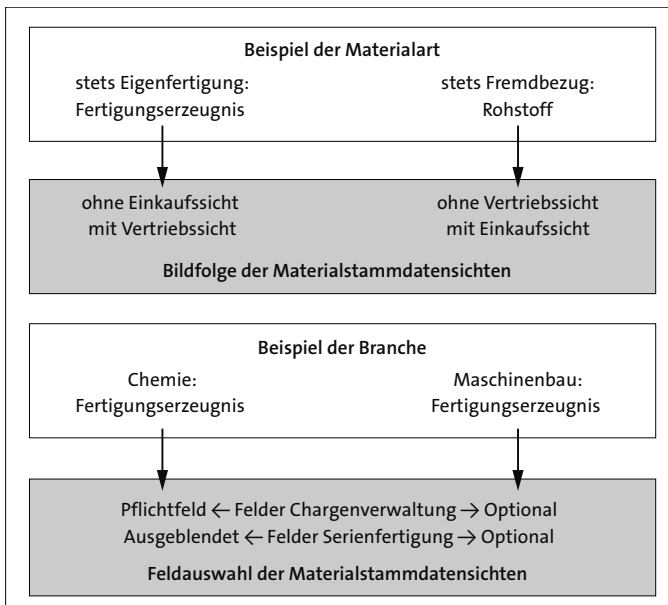 Beispiel der Materialart
stets Eigenfertigung: stets Fremdbezug:
Fertigungserzeugnis Rohstoff
ohne Einkaufssicht ohne Vertriebssicht
mit Vertriebssicht mit Einkaufssicht
Bildfolge der Materialstammdatensichten
Beispiel der Branche
Chemie: Maschinenbau:
Fertigungserzeugnis Fertigungserzeugnis
Pflichtfeld ← Felder Chargenverwaltung → Optional
Ausgeblendet ← Felder Serienfertigung → Optional
Feldauswahl der Materialstammdatensichten